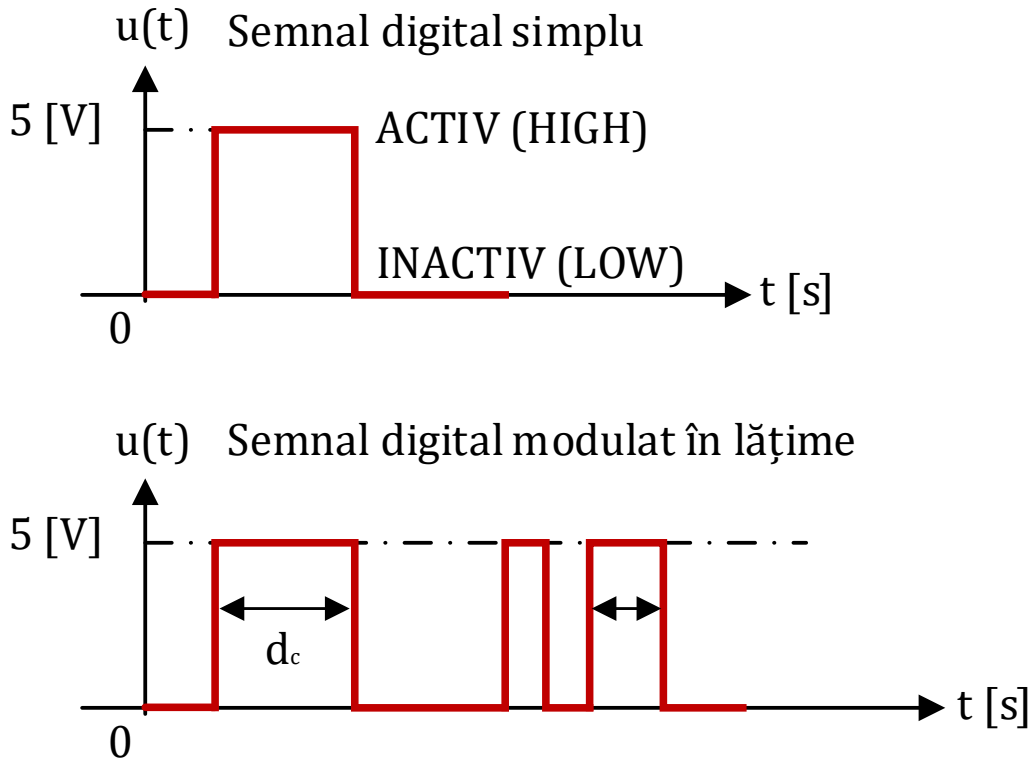 u(t) Semnal digital simplu
5 [V]
ACTIV (HIGH)
INACTIV (LOW)
t [s]
0
u(t) Semnal digital modulat în lățime
5 [V]
dc
t [s]
0